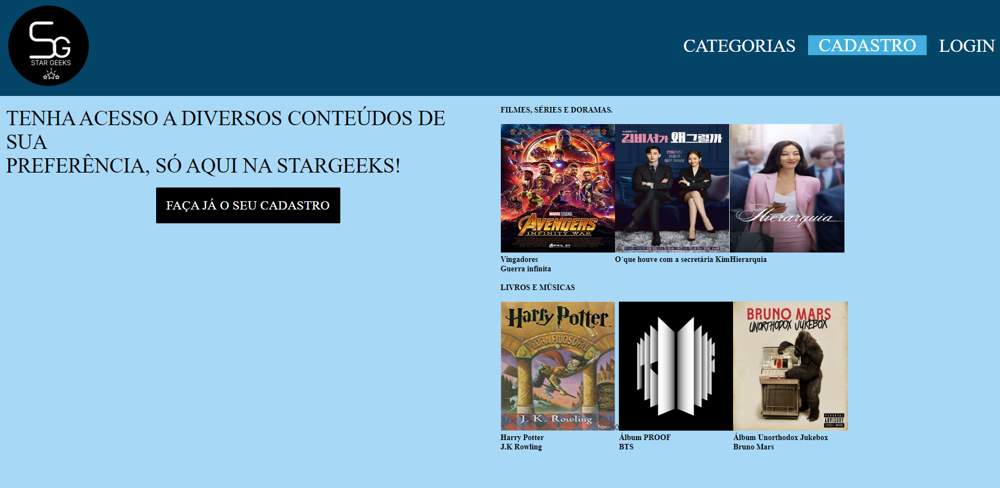 SG
STAR GEEKS
CATEGORIAS
CADASTRO
LOGIN
TENHA ACESSO A DIVERSOS CONTEÚDOS DE
SUA
PREFERÊNCIA, SÓ AQUI NA STARGEEKS!
FAÇA JÁ O SEU CADASTRO
FILMES, SÉRIES E DORAMAS.
MARVEL STUDIOS
AVENGERS
INFINITY WAR
APRIL 27
김비서가 왜 그럴까
tvN
Hierarquia
Vingadores
Guerra infinita
O´que houve com a secretária Kim
Hierarquia
LIVROS E MÚSICAS
Harry Potter
E A
PEDRA FILOSOFAL
J. K. Rowling
0
BRUNO MARS
UNORTHODOX JUKEBOX
PARENTAL
ADVISORY
EXPLICIT CONTENT
Harry Potter
J.K Rowling
Álbum PROOF
BTS
Álbum Unorthodox Jukebox
Bruno Mars